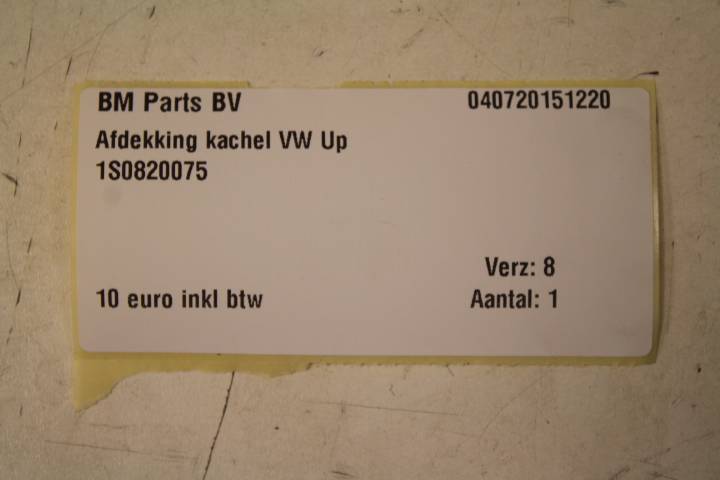 BM Parts BV 040720151220
Afdekking kachel VW Up
1S0820075
Verz: 8
10 euro inkl btw Aantal: 1